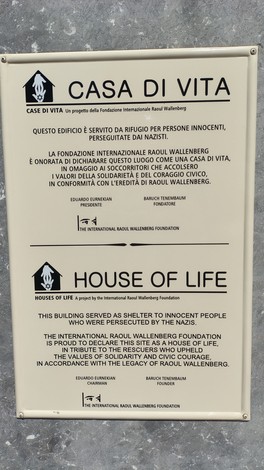 CASA DI VITA
CASE DI VITA Un progetto della Fondazione Internazionale Raoul Wallenberg
QUESTO EDIFICIO È SERVITO DA RIFUGIO PER PERSONE INNOCENTI,
PERSEGUITATE DAI NAZISTI.
LA FONDAZIONE INTERNAZIONALE RAOUL WALLENBERG
È ONORATA DI DICHIARARE QUESTO LUOGO COME UNA CASA DI VITA,
IN OMAGGIO AI SOCCORRITORI CHE ACCOLSERO
I VALORI DELLA SOLIDARIETÀ E DEL CORAGGIO CIVICO,
IN CONFORMITÀ CON L'EREDITÀ DI RAOUL WALLENBERG.
EDUARDO EURNEKIAN BARUCH TENEMBAUM
PRESIDENTE FONDATORE
THE INTERNATIONAL RAOUL WALLENBERG FOUNDATION
HOUSE OF LIFE
HOUSES OF LIFE A project by the International Raoul Wallenberg Foundation
THIS BUILDING SERVED AS SHELTER TO INNOCENT PEOPLE
WHO WERE PERSECUTED BY THE NAZIS.
THE INTERNATIONAL RAOUL WALLENBERG FOUNDATION
IS PROUD TO DECLARE THIS SITE AS A HOUSE OF LIFE,
IN TRIBUTE TO THE RESCUERS WHO UPHELD
THE VALUES OF SOLIDARITY AND CIVIC COURAGE,
IN ACCORDANCE WITH THE LEGACY OF RAOUL WALLENBERG.
EDUARDO EURNEKIAN BARUCH TENEMBAUM
CHAIRMAN FOUNDER
THE INTERNATIONAL RAOUL WALLENBERG FOUNDATION